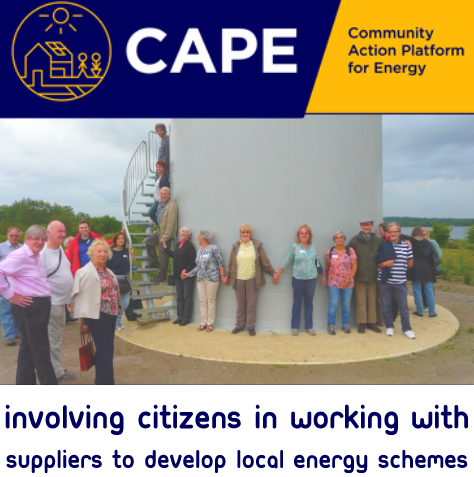 CAPE
Community
Action Platform
for Energy
involving citizens in working with
suppliers to develop local energy schemes